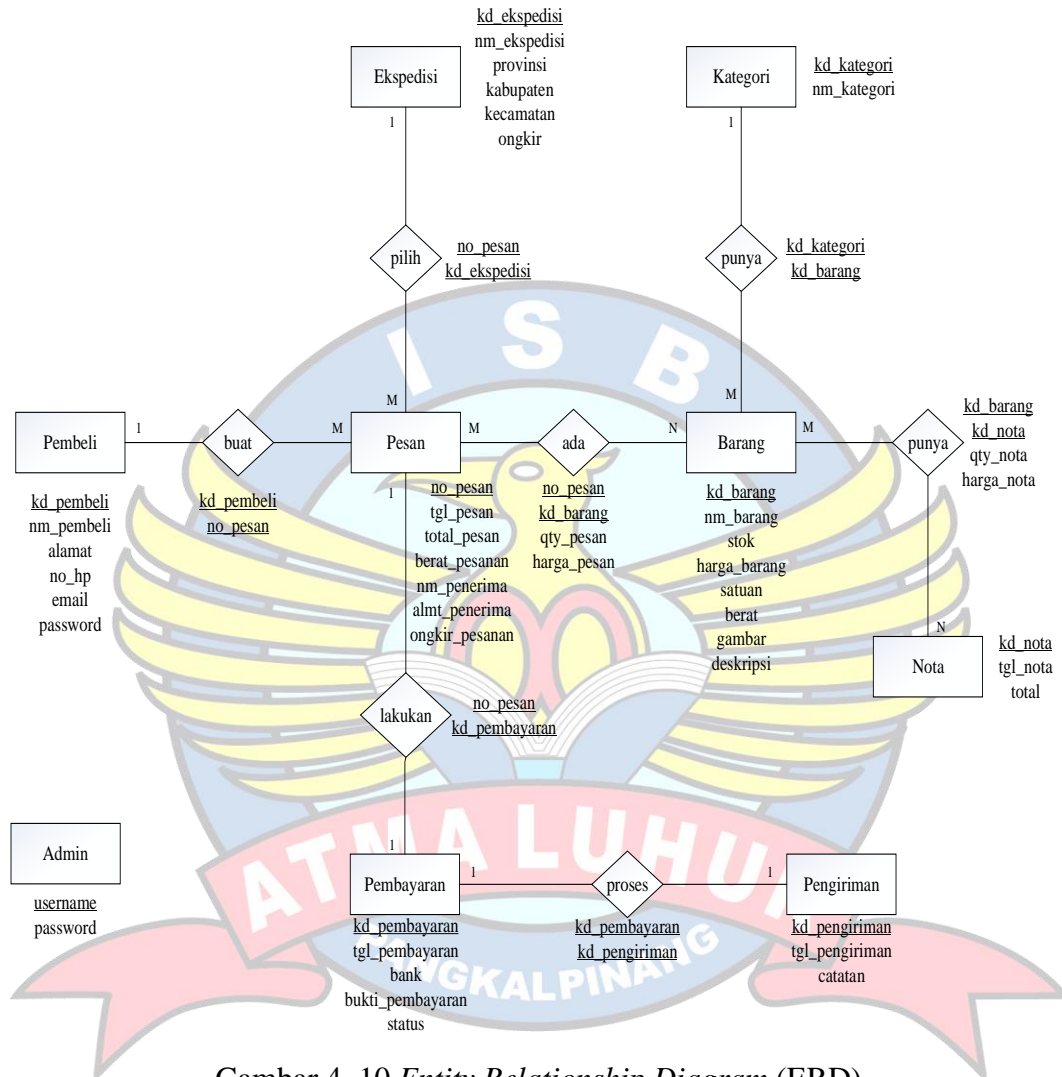 kd_ekspedisi
nm_ekspedisi
provinsi
kabupaten
kecamatan
ongkir
Ekspedisi
1
Kategori
kd_kategori
nm_kategori
1
pilih
no_pesan
kd_ekspedisi
punya
kd_kategori
kd_barang
I S B
M
M
Pembeli
1
buat
M
Pesan
M
ada
N
Barang
M
punya
kd_barang
kd_nota
qty_nota
harga_nota
kd_pembeli
nm_pembeli
alamat
no_hp
email
password
kd_pembeli
no_pesan
1
no_pesan
tgl_pesan
total_pesan
berat_pesanan
nm_penerima
almt_penerima
ongkir_pesanan
no_pesan
kd_barang
qty_pesan
harga_pesan
kd_barang
nm_barang
stok
harga_barang
satuan
berat
gambar
deskripsi
N
Nota
kd_nota
tgl_nota
total
lakukan
no_pesan
kd_pembayaran
ATMA LUHUR
Admin
username
password
1
Pembayaran
1
proses
1
Pengiriman
kd_pembayaran
tgl_pembayaran
bank
bukti_pembayaran
status
kd_pembayaran
kd_pengiriman
kd_pengiriman
tgl_pengiriman
catatan
PANGKALPINANG
Gambar 4. 10 Entity Relationship Diagram (ERD)